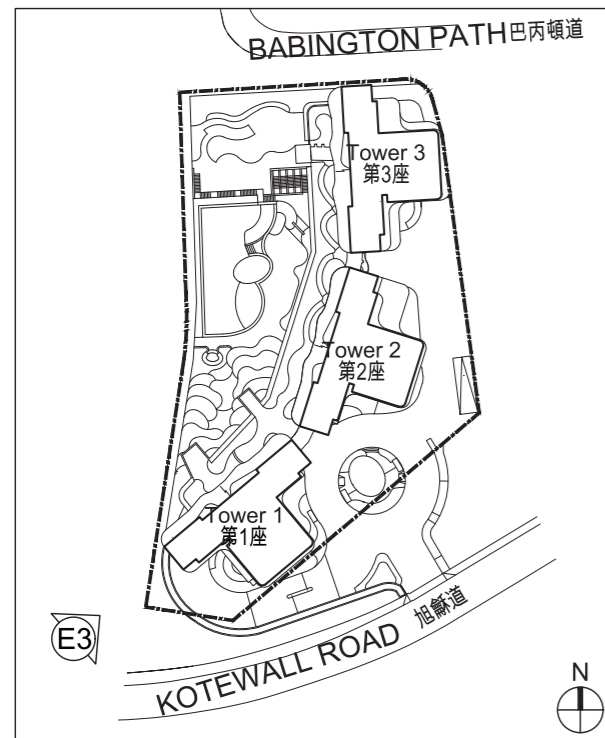 BABINGTON PATH巴丙頓道
Tower 3
第3座
Tower 2
第2座
Tower 1
第1座
E3
KOTEWALL ROAD 旭龢道
N